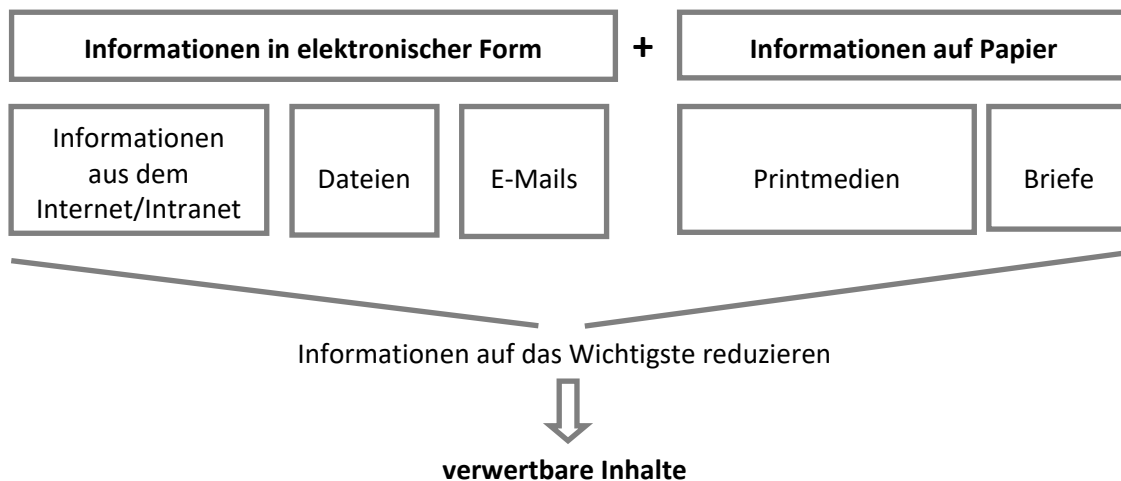 Informationen in elektronischer Form
+
Informationen auf Papier
Informationen
aus dem
Internet/Intranet
Dateien
E-Mails
Printmedien
Briefe
Informationen auf das Wichtigste reduzieren
verwertbare Inhalte